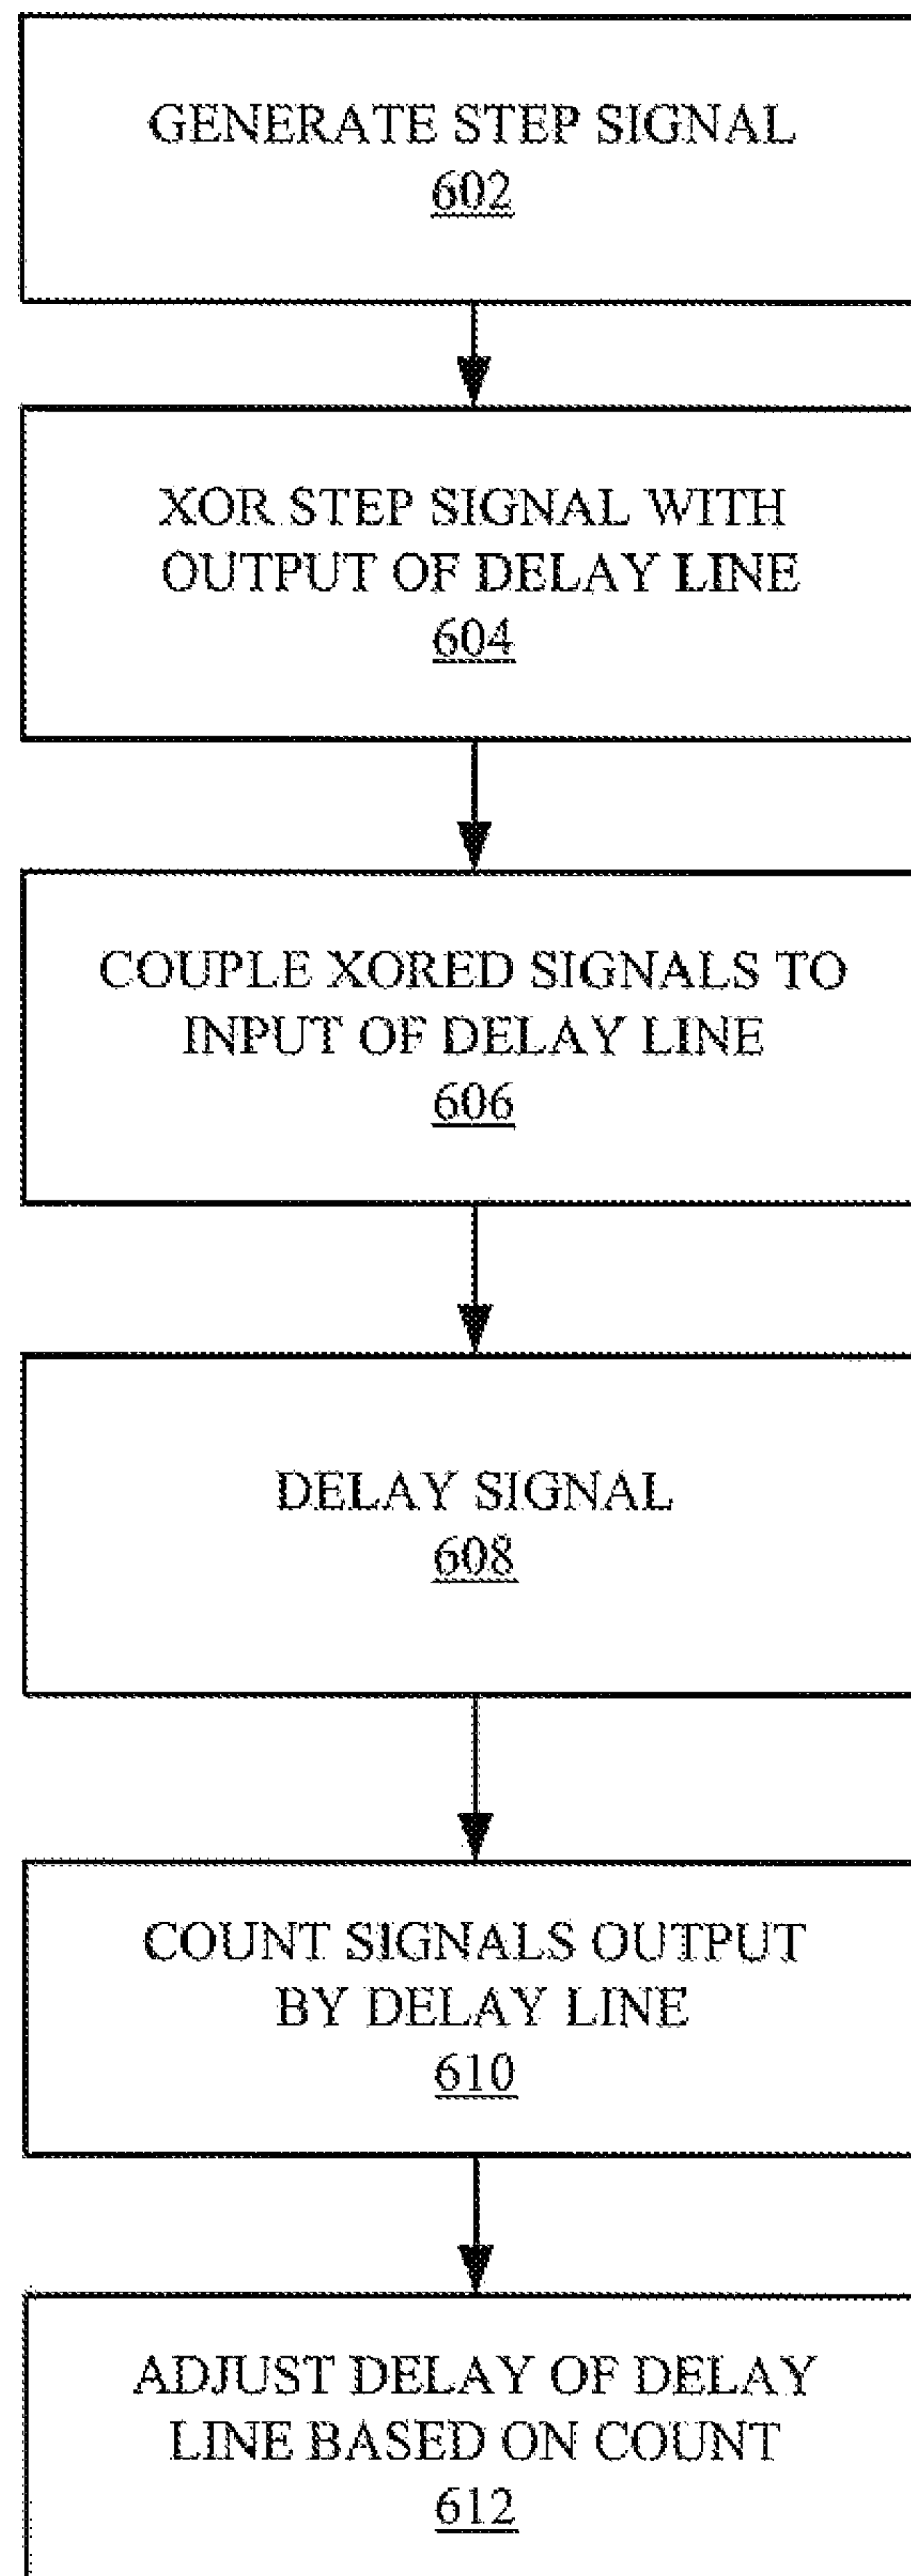 GENERATE STEP SIGNAL
602
XOR STEP SIGNAL WITH
OUTPUT OF DELAY LINE
604
COUPLE XORED SIGNALS TO
INPUT OF DELAY LINE
606
DELAY SIGNAL
608
COUNT SIGNALS OUTPUT
BY DELAY LINE
610
ADJUST DELAY OF DELAY
LINE BASED ON COUNT
612